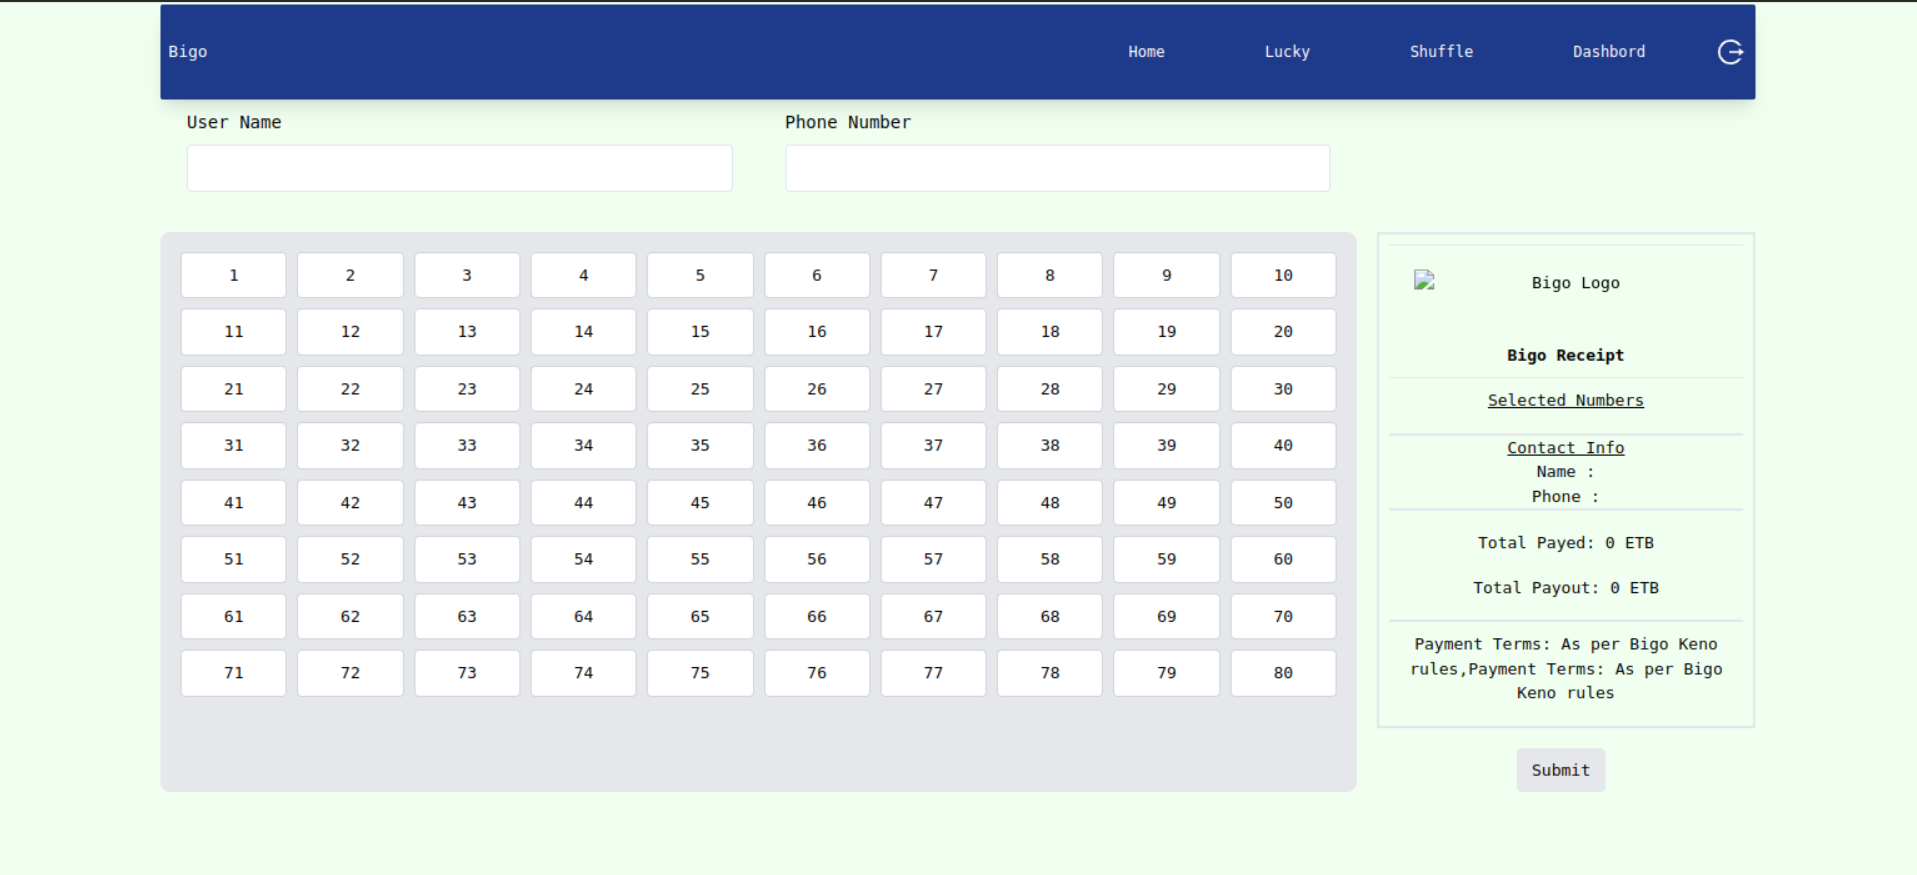 Bigo Home Lucky Shuffle Dashbord
User Name Phone Number
1 2 3 4 5 6 7 8 9 10
11 12 13 14 15 16 17 18 19 20
21 22 23 24 25 26 27 28 29 30
31 32 33 34 35 36 37 38 39 40
41 42 43 44 45 46 47 48 49 50
51 52 53 54 55 56 57 58 59 60
61 62 63 64 65 66 67 68 69 70
71 72 73 74 75 76 77 78 79 80
Bigo Logo
Bigo Receipt
Selected Numbers
Contact Info
Name :
Phone :
Total Payed: 0 ETB
Total Payout: 0 ETB
Payment Terms: As per Bigo Keno
rules,Payment Terms: As per Bigo
Keno rules
Submit